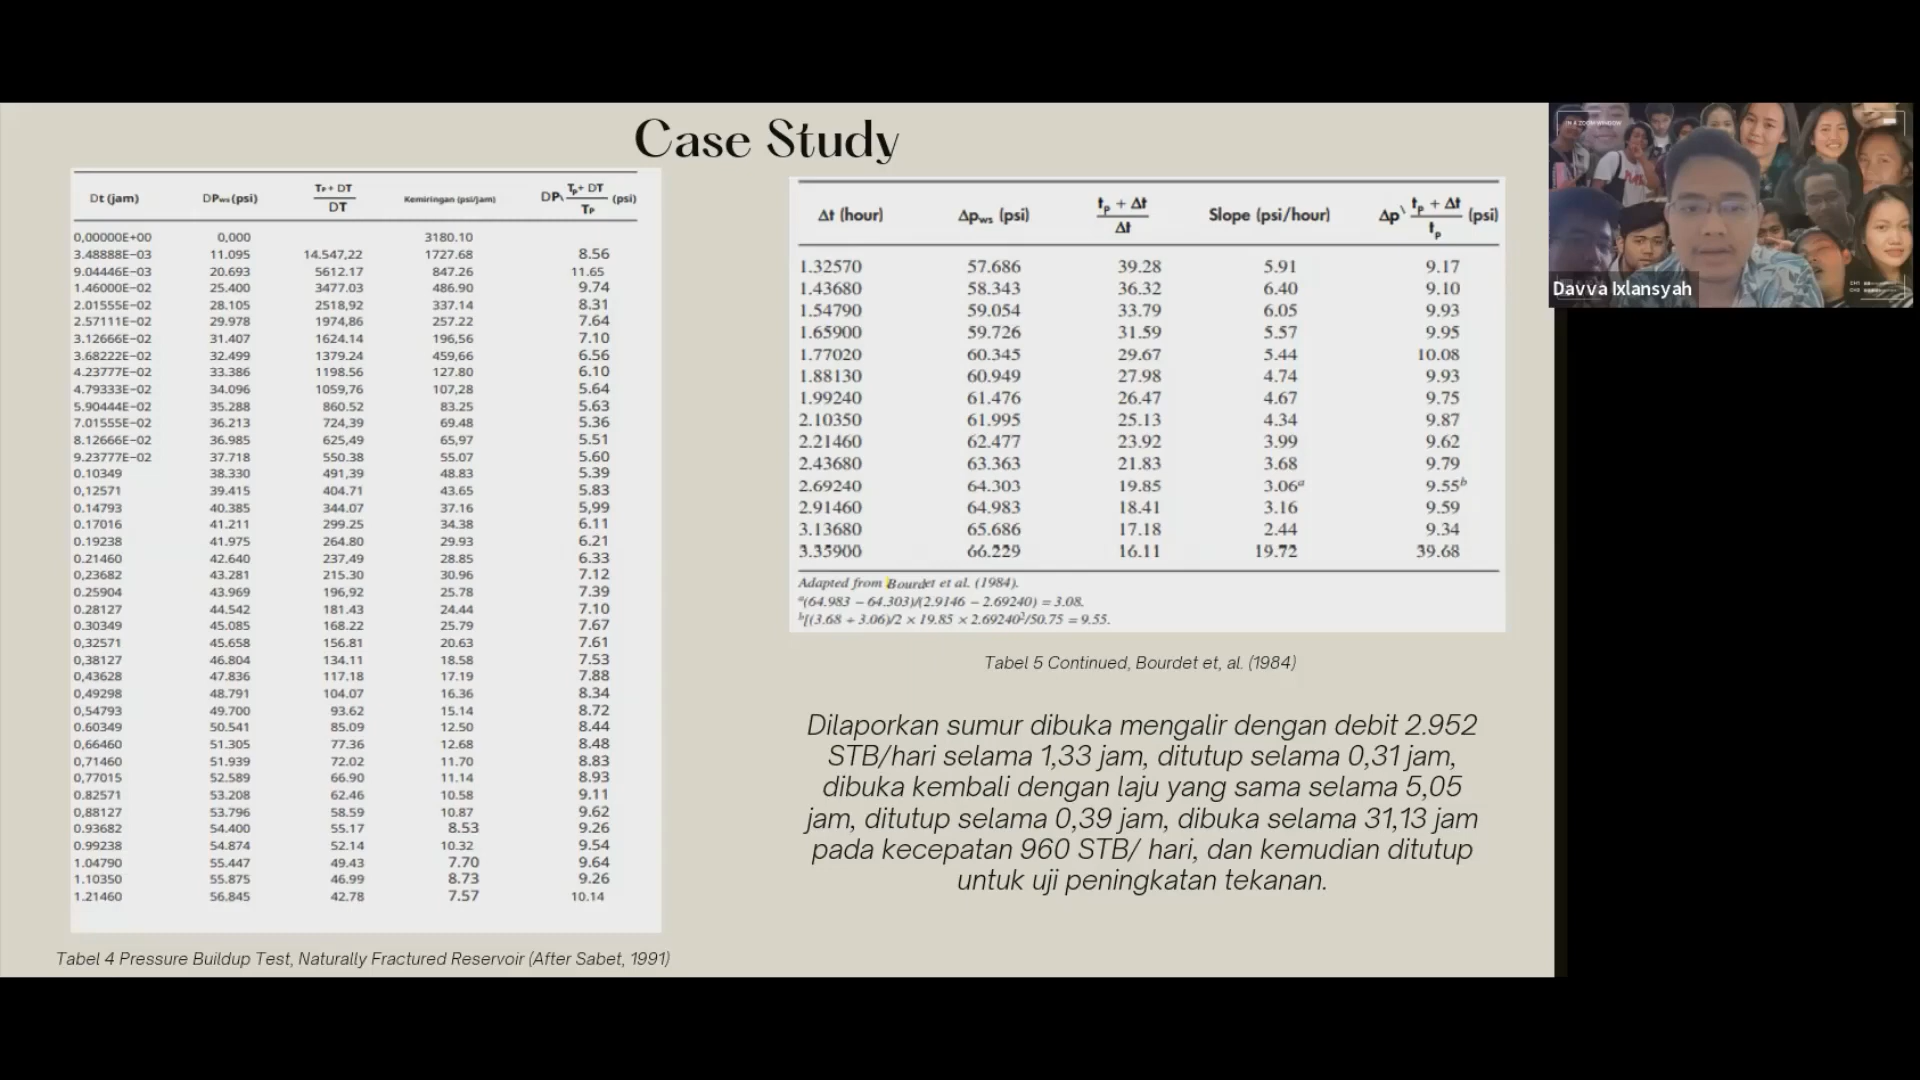 Case Study
Dt (jam) DPws (psi) TP + DT / DT Kemiringan (psi/jam) DP\ Tp + DT / TP (psi)
0,00000E+00 0,000 3180.10
3.48888E−03 11.095 14.547,22 1727.68 8.56
9.04446E−03 20.693 5612.17 847.26 11.65
1.46000E−02 25.400 3477.03 486.90 9.74
2.01555E−02 28.105 2518,92 337.14 8.31
2.57111E−02 29.978 1974,86 257.22 7.64
3.12666E−02 31.407 1624.14 196,56 7.10
3.68222E−02 32.499 1379.24 459,66 6.56
4.23777E−02 33.386 1198.56 127.80 6.10
4.79333E−02 34.096 1059,76 107,28 5.64
5.90444E−02 35.288 860.52 83.25 5.63
7.01555E−02 36.213 724,39 69.48 5.36
8.12666E−02 36.985 625,49 65,97 5.51
9.23777E−02 37.718 550.38 55.07 5.60
0.10349 38.330 491,39 48.83 5.39
0,12571 39.415 404.71 43.65 5.83
0.14793 40.385 344.07 37.16 5,99
0.17016 41.211 299.25 34.38 6.11
0.19238 41.975 264.80 29.93 6.21
0.21460 42.640 237,49 28.85 6.33
0,23682 43.281 215.30 30.96 7.12
0.25904 43.969 196,92 25.78 7.39
0.28127 44.542 181.43 24.44 7.10
0.30349 45.085 168.22 25.79 7.67
0,32571 45.658 156.81 20.63 7.61
0,38127 46.804 134.11 18.58 7.53
0,43628 47.836 117.18 17.19 7.88
0,49298 48.791 104.07 16.36 8.34
0,54793 49.700 93.62 15.14 8.72
0.60349 50.541 85.09 12.50 8.44
0,66460 51.305 77.36 12.68 8.48
0,71460 51.939 72.02 11.70 8.83
0,77015 52.589 66.90 11.14 8.93
0.82571 53.208 62.46 10.58 9.11
0,88127 53.796 58.59 10.87 9.62
0.93682 54.400 55.17 8.53 9.26
0.99238 54.874 52.14 10.32 9.54
1.04790 55.447 49.43 7.70 9.64
1.10350 55.875 46.99 8.73 9.26
1.21460 56.845 42.78 7.57 10.14
Tabel 4 Pressure Buildup Test, Naturally Fractured Reservoir (After Sabet, 1991)
Δt (hour) Δpws (psi) tp + Δt / Δt Slope (psi/hour) Δp\ tp + Δt / tp (psi)
1.32570 57.686 39.28 5.91 9.17
1.43680 58.343 36.32 6.40 9.10
1.54790 59.054 33.79 6.05 9.93
1.65900 59.726 31.59 5.57 9.95
1.77020 60.345 29.67 5.44 10.08
1.88130 60.949 27.98 4.74 9.93
1.99240 61.476 26.47 4.67 9.75
2.10350 61.995 25.13 4.34 9.87
2.21460 62.477 23.92 3.99 9.62
2.43680 63.363 21.83 3.68 9.79
2.69240 64.303 19.85 3.06a 9.55b
2.91460 64.983 18.41 3.16 9.59
3.13680 65.686 17.18 2.44 9.34
3.35900 66.229 16.11 19.72 39.68
Adapted from Bourdet et al. (1984).
a(64.983 − 64.303)/(2.9146 − 2.69240) = 3.08.
b[(3.68 + 3.06)/2 × 19.85 × 2.69240²/50.75 = 9.55.
Tabel 5 Continued, Bourdet et, al. (1984)
Dilaporkan sumur dibuka mengalir dengan debit 2.952
STB/hari selama 1,33 jam, ditutup selama 0,31 jam,
dibuka kembali dengan laju yang sama selama 5,05
jam, ditutup selama 0,39 jam, dibuka selama 31,13 jam
pada kecepatan 960 STB/ hari, dan kemudian ditutup
untuk uji peningkatan tekanan.
Davva Ixlansyah